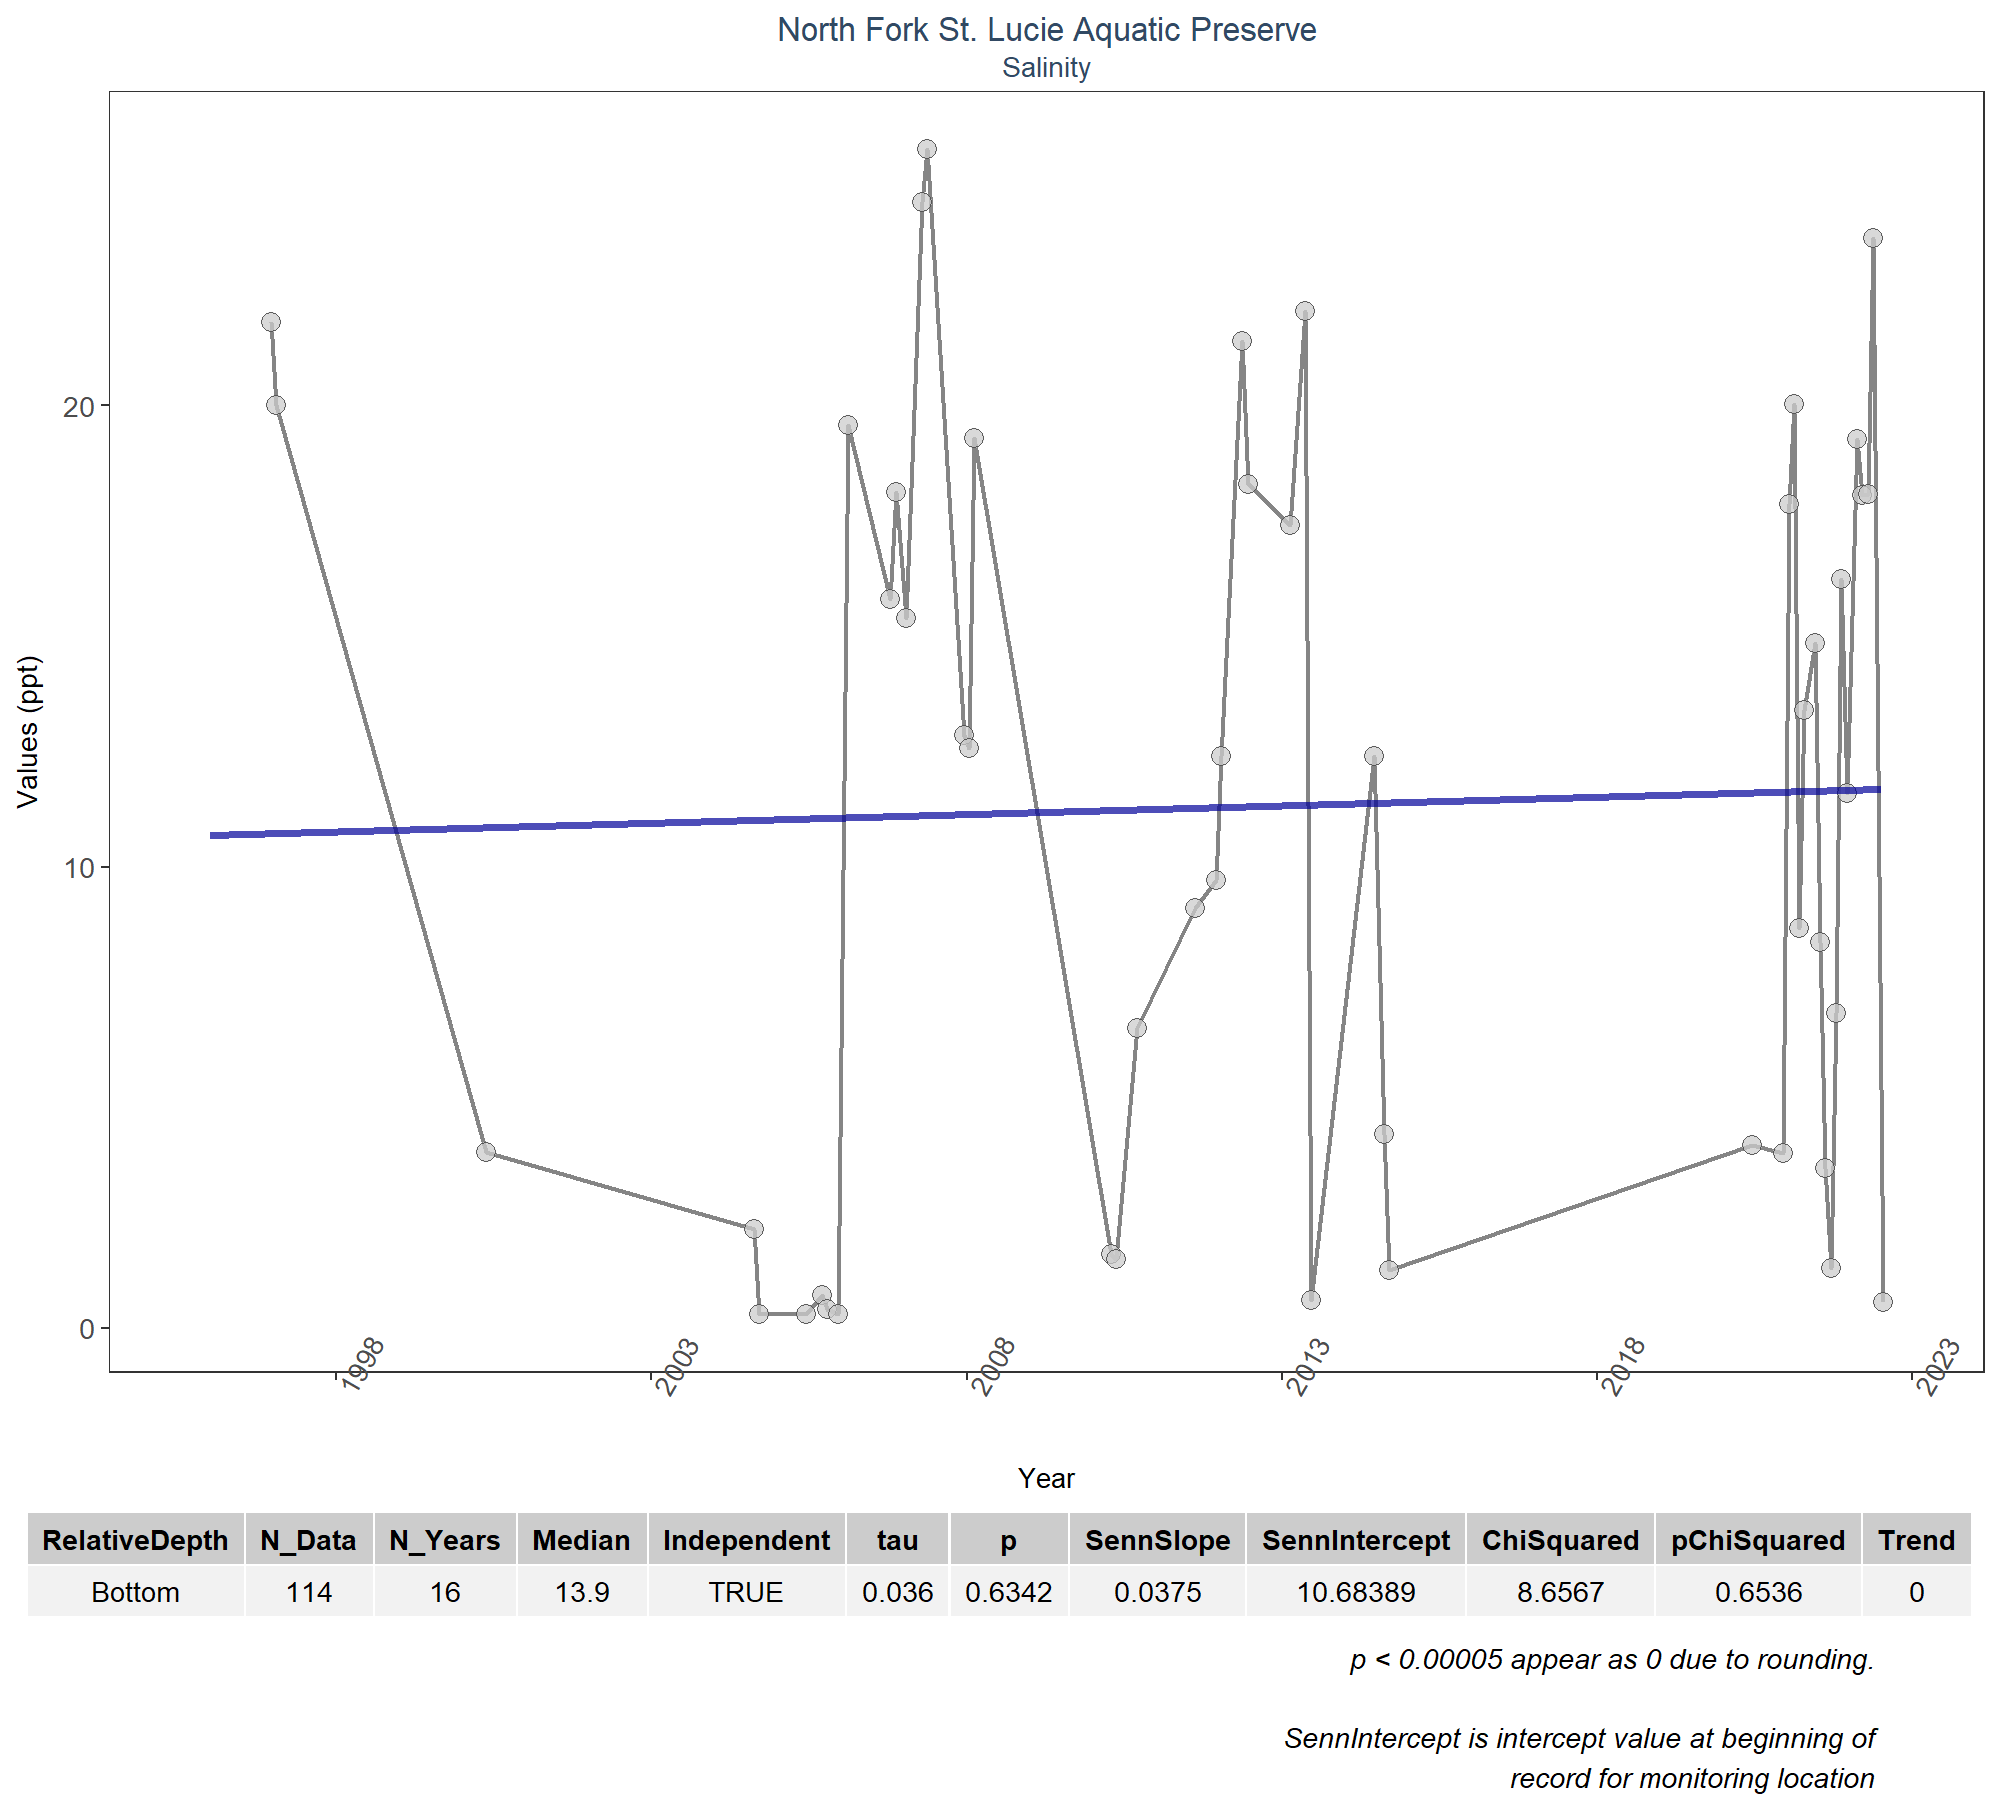 North Fork St. Lucie Aquatic Preserve
Salinity
Values (ppt)
20
10
0
1998 2003 2008 2013 2018 2023
Year
RelativeDepth N_Data N_Years Median Independent tau p SennSlope SennIntercept ChiSquared pChiSquared Trend
Bottom 114 16 13.9 TRUE 0.036 0.6342 0.0375 10.68389 8.6567 0.6536 0
p < 0.00005 appear as 0 due to rounding.
SennIntercept is intercept value at beginning of
record for monitoring location